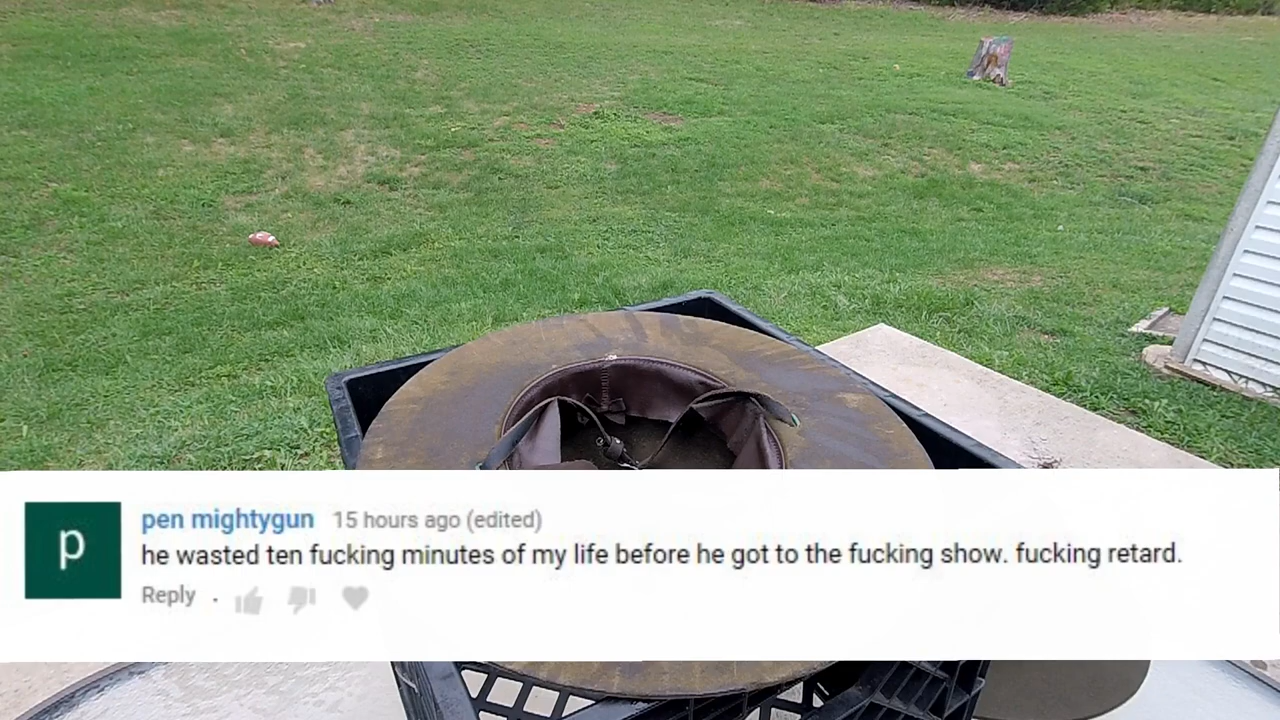 p
pen mightygun 15 hours ago (edited)
he wasted ten fucking minutes of my life before he got to the fucking show. fucking retard.
Reply .